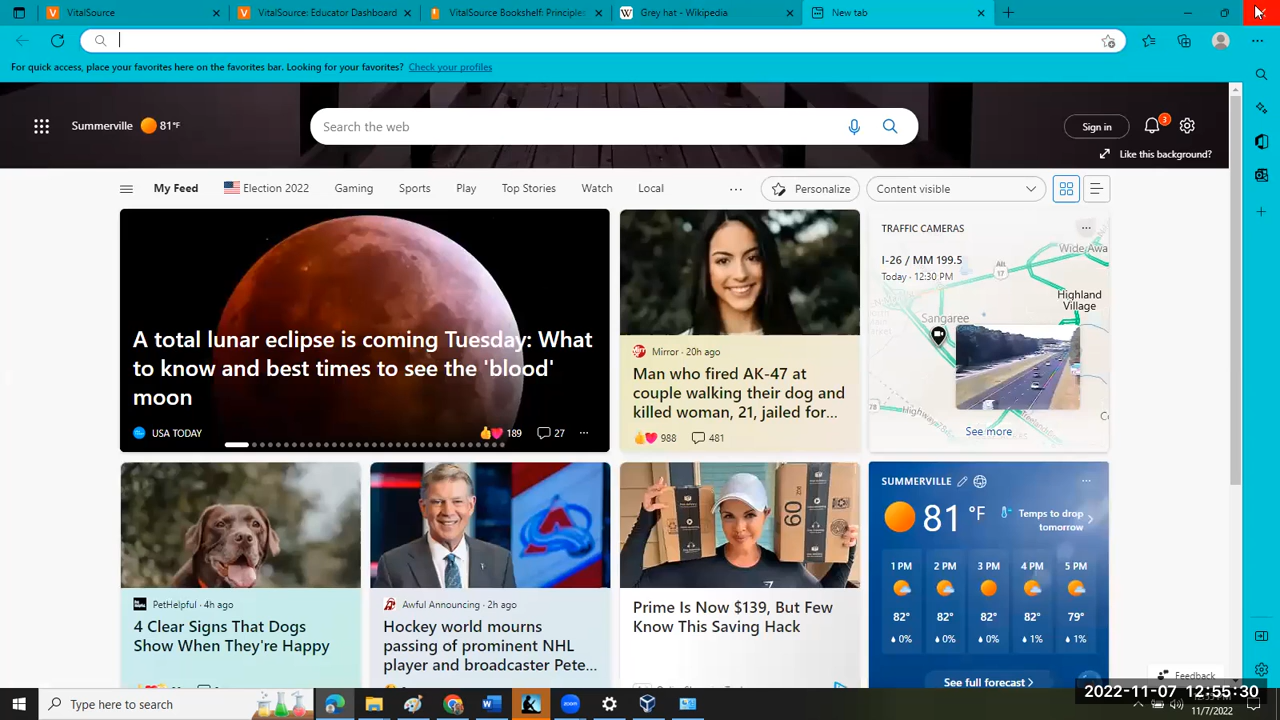 VitalSource
VitalSource: Educator Dashboard
VitalSource Bookshelf: Principles
Grey hat - Wikipedia
New tab
For quick access, place your favorites here on the favorites bar. Looking for your favorites? Check your profiles
Summerville 81°F
Search the web
Sign in
3
Like this background?
My Feed
Election 2022
Gaming
Sports
Play
Top Stories
Watch
Local
Personalize
Content visible
A total lunar eclipse is coming Tuesday: What
to know and best times to see the 'blood'
moon
USA TODAY
189
27
Mirror · 20h ago
Man who fired AK-47 at
couple walking their dog and
killed woman, 21, jailed for...
988
481
TRAFFIC CAMERAS
I-26 / MM 199.5
Today · 12:30 PM
Wide Awa
Alt
17
Highland
Village
Sangaree
78
See more
PetHelpful · 4h ago
4 Clear Signs That Dogs
Show When They're Happy
Awful Announcing · 2h ago
Hockey world mourns
passing of prominent NHL
player and broadcaster Pete...
Prime Is Now $139, But Few
Know This Saving Hack
SUMMERVILLE
81 °F
Temps to drop
tomorrow
1 PM 2 PM 3 PM 4 PM 5 PM
82° 82° 82° 82° 79°
0% 0% 0% 1% 1%
See full forecast
Feedback
Type here to search
2022-11-07 12:55:30
11/7/2022